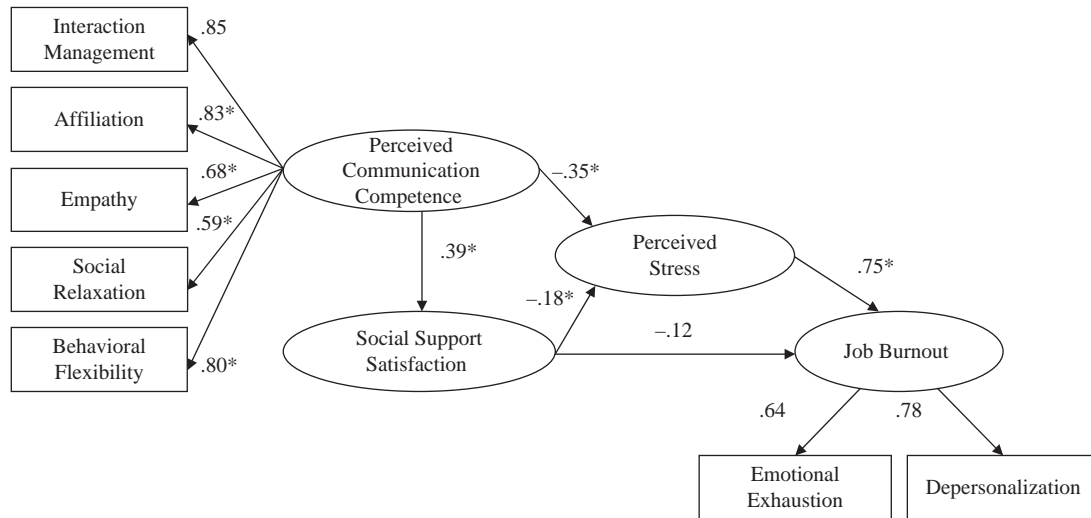 Interaction
Management
.85
Affiliation
.83*
Empathy
.68*
Social
Relaxation
.59*
Behavioral
Flexibility
.80*
Perceived
Communication
Competence
–.35*
.39*
Perceived
Stress
–.18*
.75*
Social Support
Satisfaction
–.12
Job Burnout
.64
.78
Emotional
Exhaustion
Depersonalization